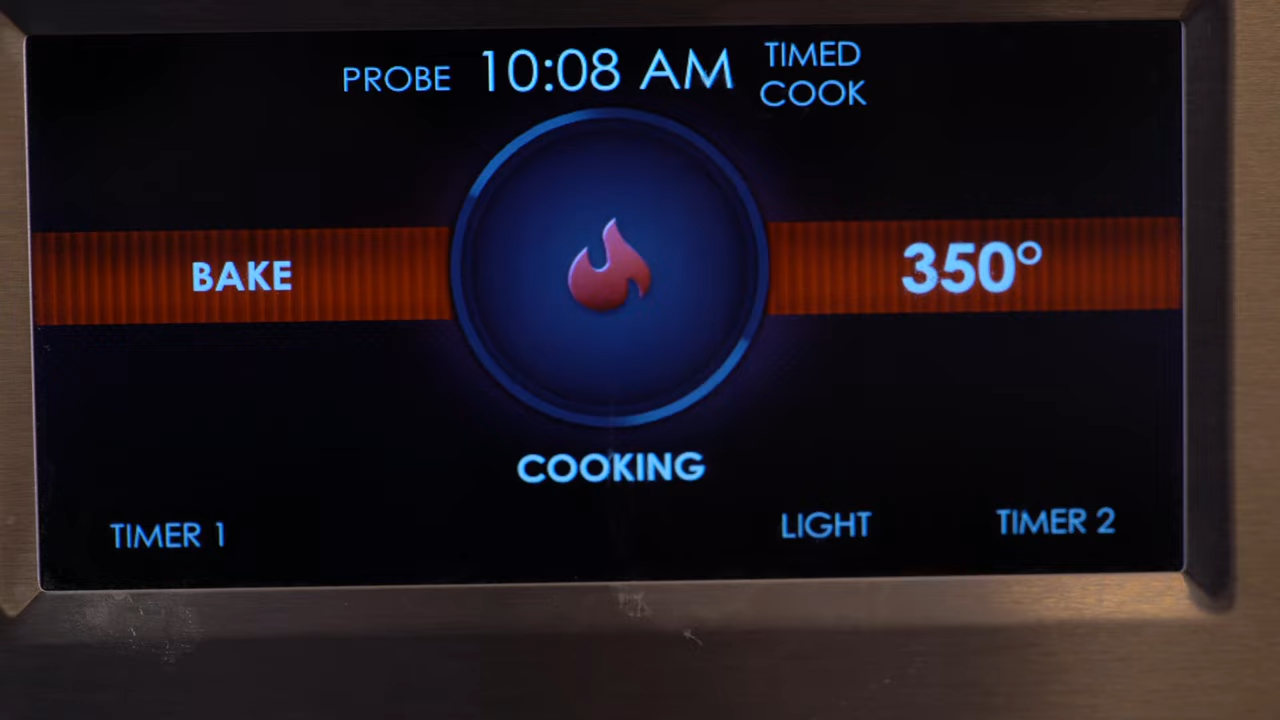 PROBE 10:08 AM TIMED
COOK
BAKE 350°
COOKING
TIMER 1 LIGHT TIMER 2